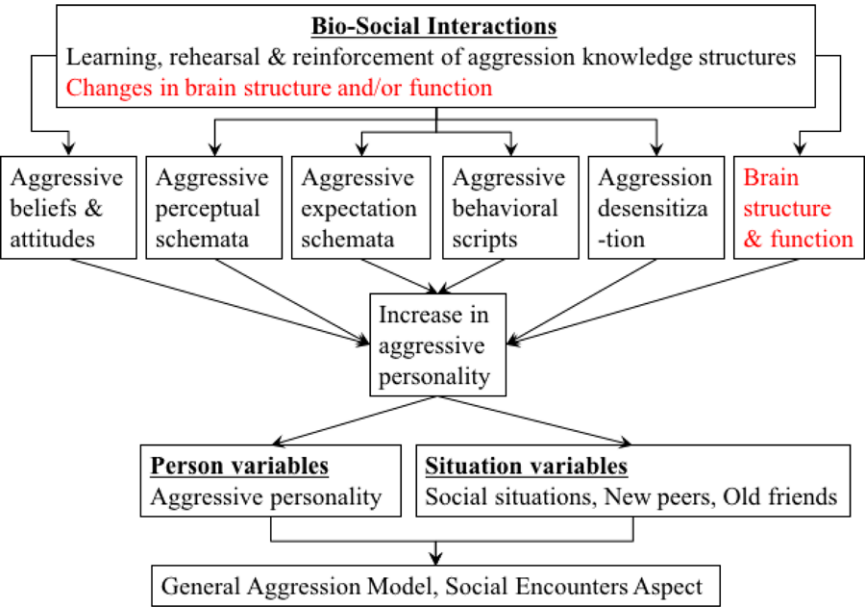 Bio-Social Interactions
Learning, rehearsal & reinforcement of aggression knowledge structures
Changes in brain structure and/or function
Aggressive
beliefs &
attitudes
Aggressive
perceptual
schemata
Aggressive
expectation
schemata
Aggressive
behavioral
scripts
Aggression
desensitiza
-tion
Brain
structure
& function
Increase in
aggressive
personality
Person variables
Aggressive personality
Situation variables
Social situations, New peers, Old friends
General Aggression Model, Social Encounters Aspect